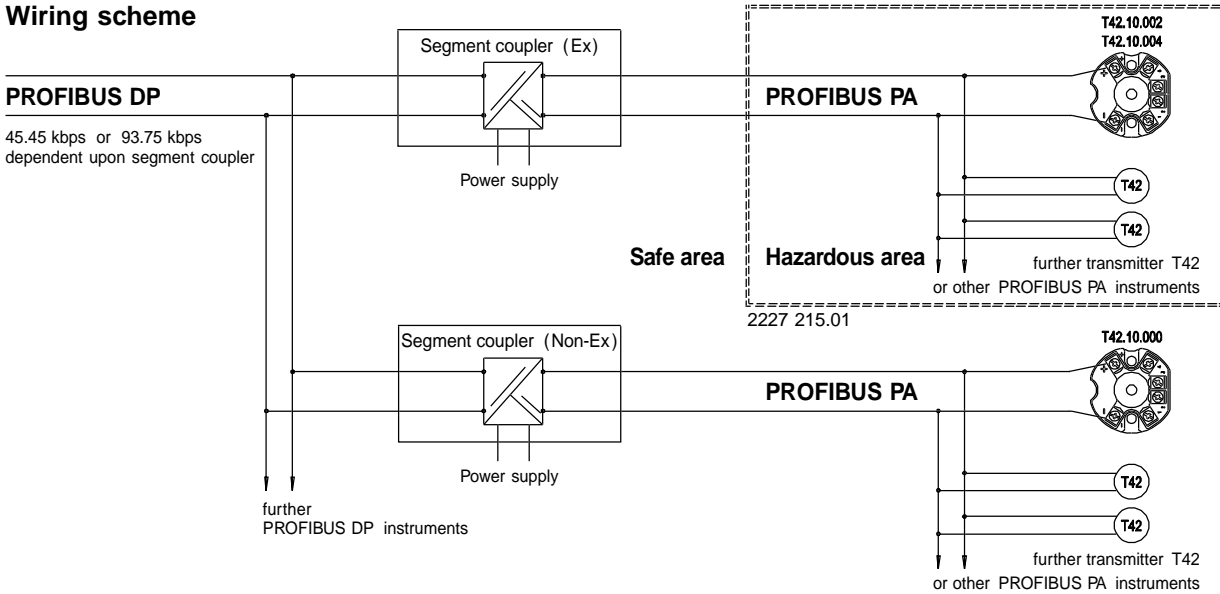 Wiring scheme
Segment coupler (Ex)
T42.10.002
T42.10.004
PROFIBUS DP
PROFIBUS PA
45.45 kbps or 93.75 kbps
dependent upon segment coupler
Power supply
T42
T42
Safe area
Hazardous area
further transmitter T42
or other PROFIBUS PA instruments
2227 215.01
Segment coupler (Non-Ex)
T42.10.000
PROFIBUS PA
Power supply
T42
further
PROFIBUS DP instruments
T42
further transmitter T42
or other PROFIBUS PA instruments